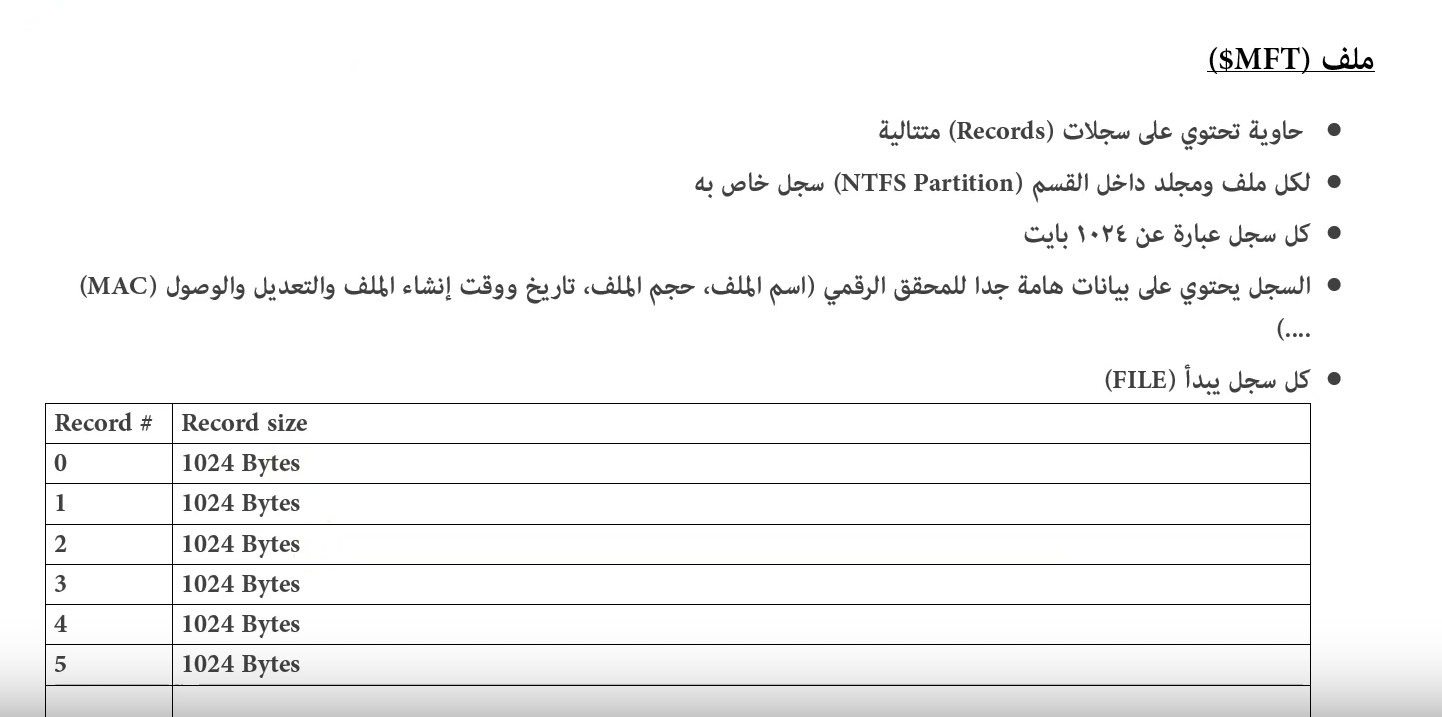 ملف ($MFT)
● حاوية تحتوي على سجلات (Records) متتالية
● لكل ملف ومجلد داخل القسم (NTFS Partition) سجل خاص به
● كل سجل عبارة عن ١٠٢٤ بايت
● السجل يحتوي على بيانات هامة جدا للمحقق الرقمي (اسم الملف، حجم الملف، تاريخ ووقت إنشاء الملف والتعديل والوصول (MAC)
....)
● كل سجل يبدأ (FILE)
Record # Record size
0 1024 Bytes
1 1024 Bytes
2 1024 Bytes
3 1024 Bytes
4 1024 Bytes
5 1024 Bytes